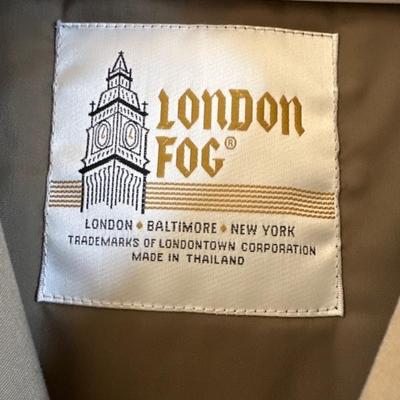 LONDON
FOG®
LONDON • BALTIMORE • NEW YORK
TRADEMARKS OF LONDONTOWN CORPORATION
MADE IN THAILAND